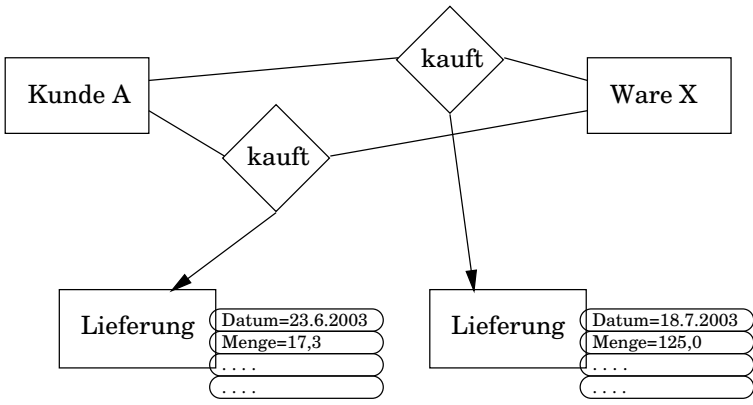 kauft
Kunde A
Ware X
kauft
Lieferung
Datum=23.6.2003
Menge=17,3
. . . .
. . . .
Lieferung
Datum=18.7.2003
Menge=125,0
. . . .
. . . .